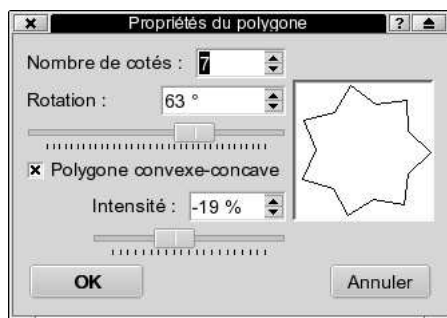 Propriétés du polygone
?
Nombre de cotés : 7
Rotation : 63 °
Polygone convexe-concave
Intensité : -19 %
OK
Annuler